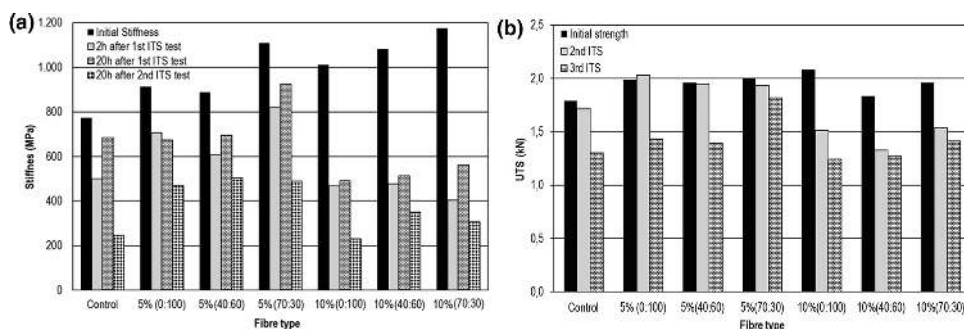 (a)
1.200
1.000
800
600
400
200
0
Stiffnes (MPa)
Initial Stiffness
2h after 1st ITS test
20h after 1st ITS test
20h after 2nd ITS test
Control 5% (0:100) 5% (40:60) 5% (70:30) 10% (0:100) 10% (40:60) 10% (70:30)
Fibre type
(b)
2,5
2,0
1,5
1,0
0,5
0,0
UTS (kN)
Initial strength
2nd ITS
3rd ITS
Control 5% (0:100) 5%(40:60) 5%(70:30) 10%(0:100) 10%(40:60) 10%(70:30)
Fibre type